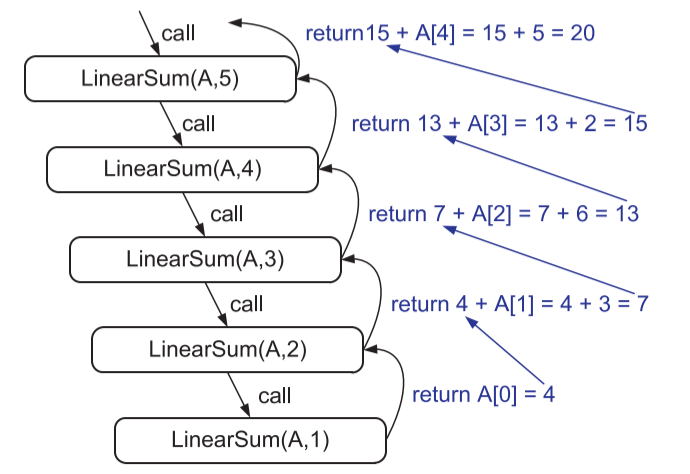 call
return15 + A[4] = 15 + 5 = 20
LinearSum(A,5)
call
return 13 + A[3] = 13 + 2 = 15
LinearSum(A,4)
call
return 7 + A[2] = 7 + 6 = 13
LinearSum(A,3)
call
return 4 + A[1] = 4 + 3 = 7
LinearSum(A,2)
call
return A[0] = 4
LinearSum(A,1)